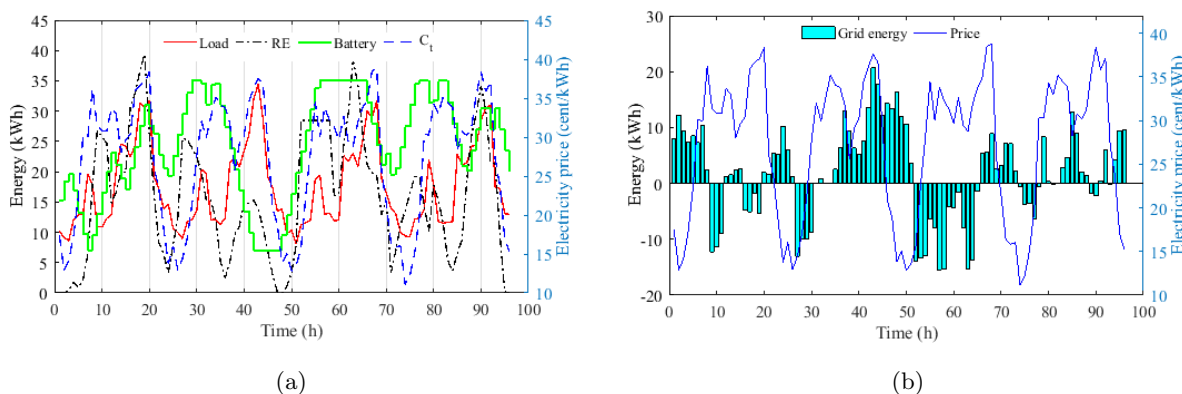 Load RE Battery C_t
Energy (kWh)
45
40
35
30
25
20
15
10
5
0
0 10 20 30 40 50 60 70 80 90 100
Time (h)
45
40
35
30
25
20
15
10
Electricity price (cent/kWh)
(a)
Grid energy Price
Energy (kWh)
30
20
10
0
-10
-20
0 10 20 30 40 50 60 70 80 90 100
Time (h)
40
35
30
25
20
15
10
Electricity price (cent/kWh)
(b)